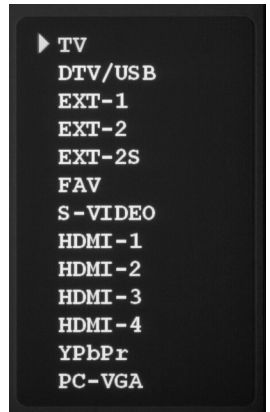 TV
DTV/USB
EXT-1
EXT-2
EXT-2S
FAV
S-VIDEO
HDMI-1
HDMI-2
HDMI-3
HDMI-4
YPbPr
PC-VGA